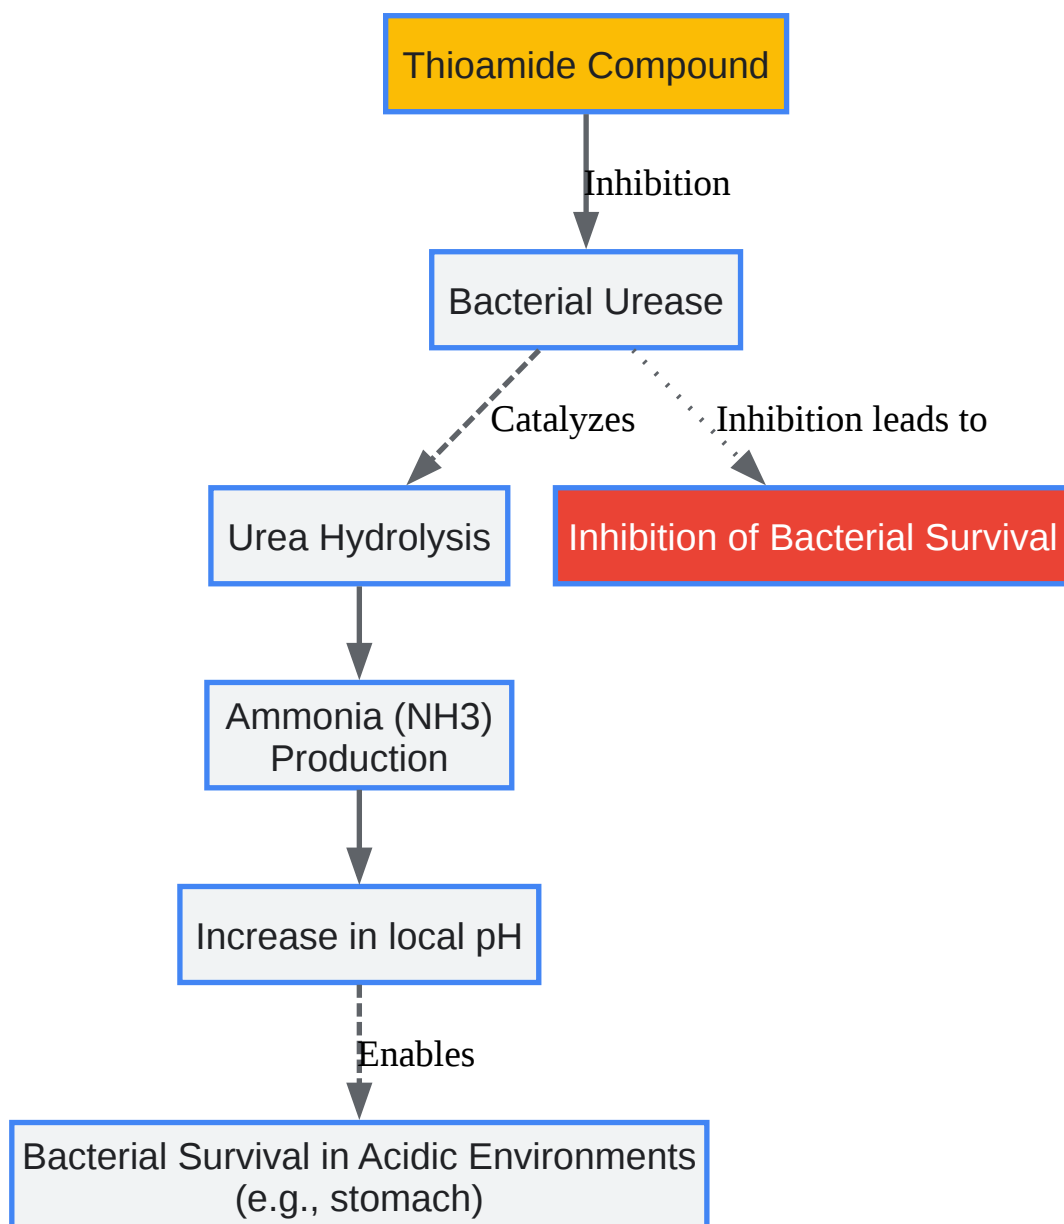 Thioamide Compound
Inhibition
Bacterial Urease
Catalyzes
Inhibition leads to
Urea Hydrolysis
Inhibition of Bacterial Survival
Ammonia (NH3)
Production
Increase in local pH
Enables
Bacterial Survival in Acidic Environments
(e.g., stomach)